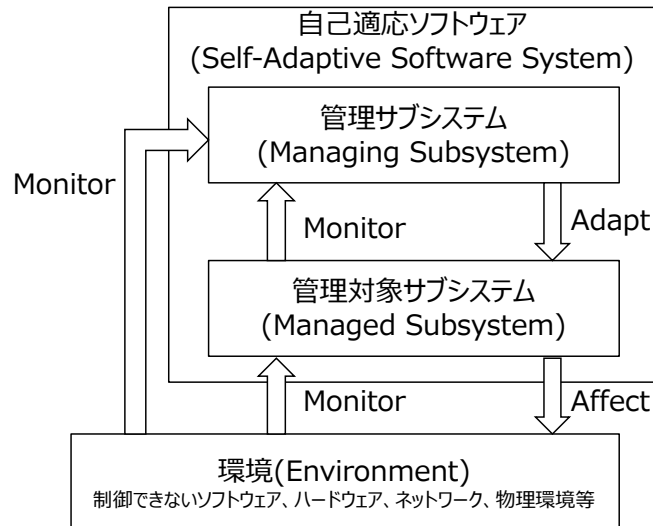 自己適応ソフトウェア
(Self-Adaptive Software System)
管理サブシステム
(Managing Subsystem)
Monitor
Monitor
Adapt
管理対象サブシステム
(Managed Subsystem)
Monitor
Affect
環境(Environment)
制御できないソフトウェア、ハードウェア、ネットワーク、物理環境等